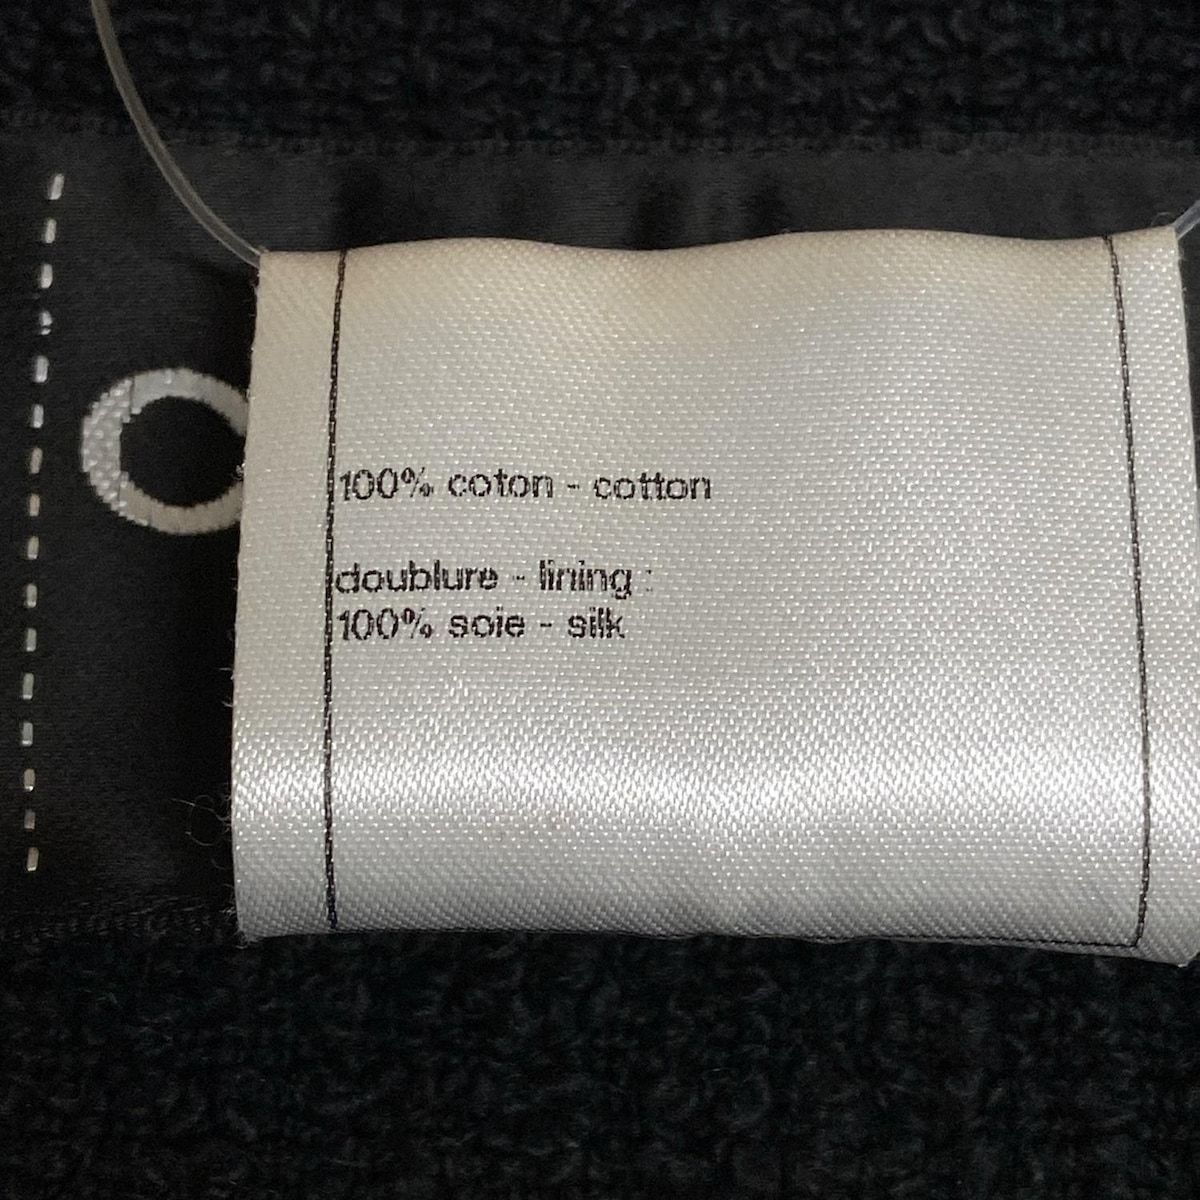 100% coton - cotton
doublure - lining :
100% soie - silk